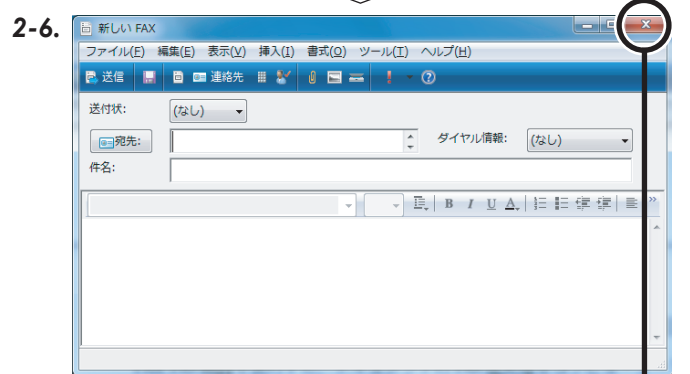 2-6.
新しい FAX
ファイル(F) 編集(E) 表示(V) 挿入(I) 書式(O) ツール(T) ヘルプ(H)
送信 連絡先
送付状: (なし)
宛先: ダイヤル情報: (なし)
件名:
B I U A